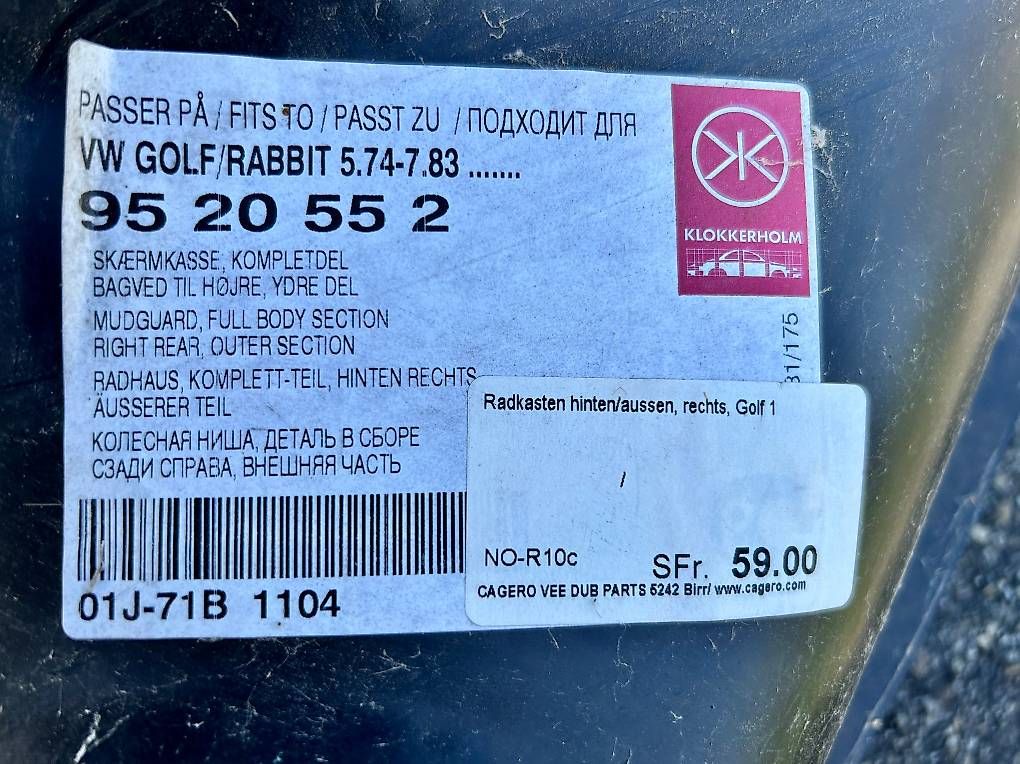 PASSER PÅ / FITS TO / PASST ZU / ПОДХОДИТ ДЛЯ
VW GOLF/RABBIT 5.74-7.83 .......
95 20 55 2
SKÆRMKASSE, KOMPLETDEL
BAGVED TIL HØJRE, YDRE DEL
MUDGUARD, FULL BODY SECTION
RIGHT REAR, OUTER SECTION
RADHAUS, KOMPLETT-TEIL, HINTEN RECHTS
ÄUSSERER TEIL
КОЛЕСНАЯ НИША, ДЕТАЛЬ В СБОРЕ
СЗАДИ СПРАВА, ВНЕШНЯЯ ЧАСТЬ
01J-71B 1104
KLOKKERHOLM
31/175
Radkasten hinten/aussen, rechts, Golf 1
/
NO-R10c
SFr. 59.00
CAGERO VEE DUB PARTS 5242 Birr/ www.cagero.com